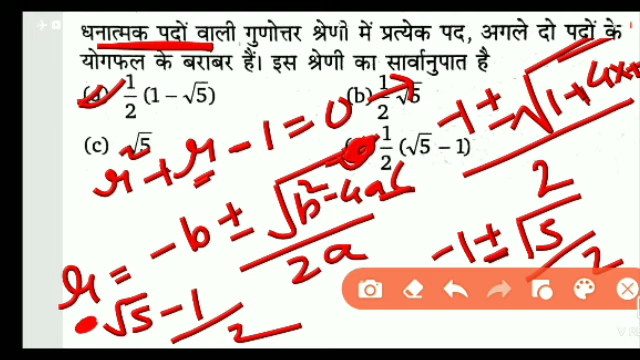 धनात्मक पदों वाली गुणोत्तर श्रेणी में प्रत्येक पद, अगले दो पदों के
योगफल के बराबर हैं। इस श्रेणी का सार्वानुपात है
(a) 1/2 (1 − √5)
(b) 1/2 √5
(c) √5
1/2 (√5 − 1)
r² + r − 1 = 0
r = −b ± √b² − 4ac / 2a
−1 ± √1 + 4x / 2
−1 ± √5 / 2
√5 − 1 / 2